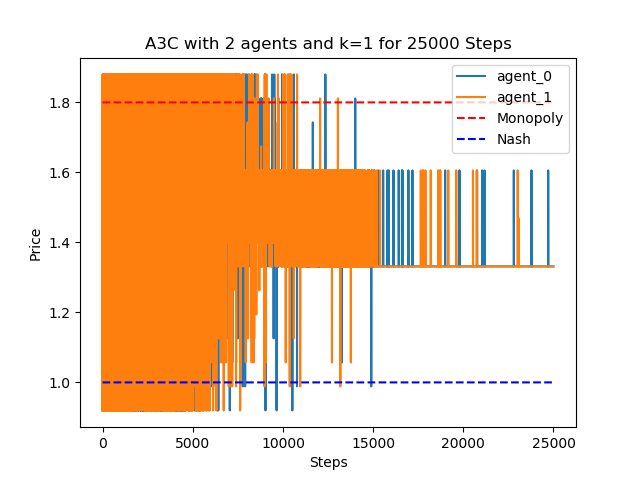 A3C with 2 agents and k=1 for 25000 Steps
agent_0
agent_1
Monopoly
Nash
1.8
1.6
1.4
1.2
1.0
Price
0 5000 10000 15000 20000 25000
Steps